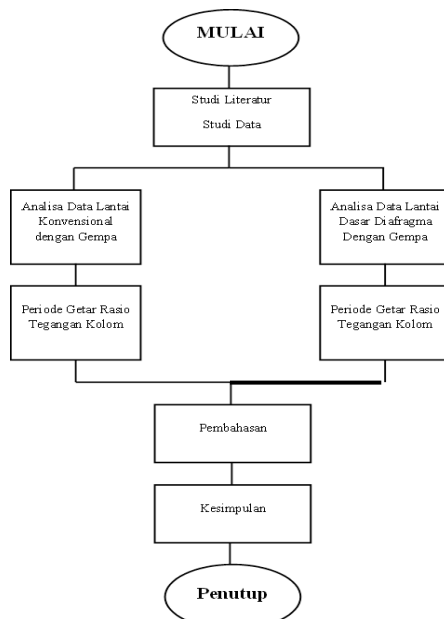 MULAI
Studi Literatur
Studi Data
Analisa Data Lantai
Konvensional
dengan Gempa
Analisa Data Lantai
Dasar Diafragma
Dengan Gempa
Periode Getar Rasio
Tegangan Kolom
Periode Getar Rasio
Tegangan Kolom
Pembahasan
Kesimpulan
Penutup